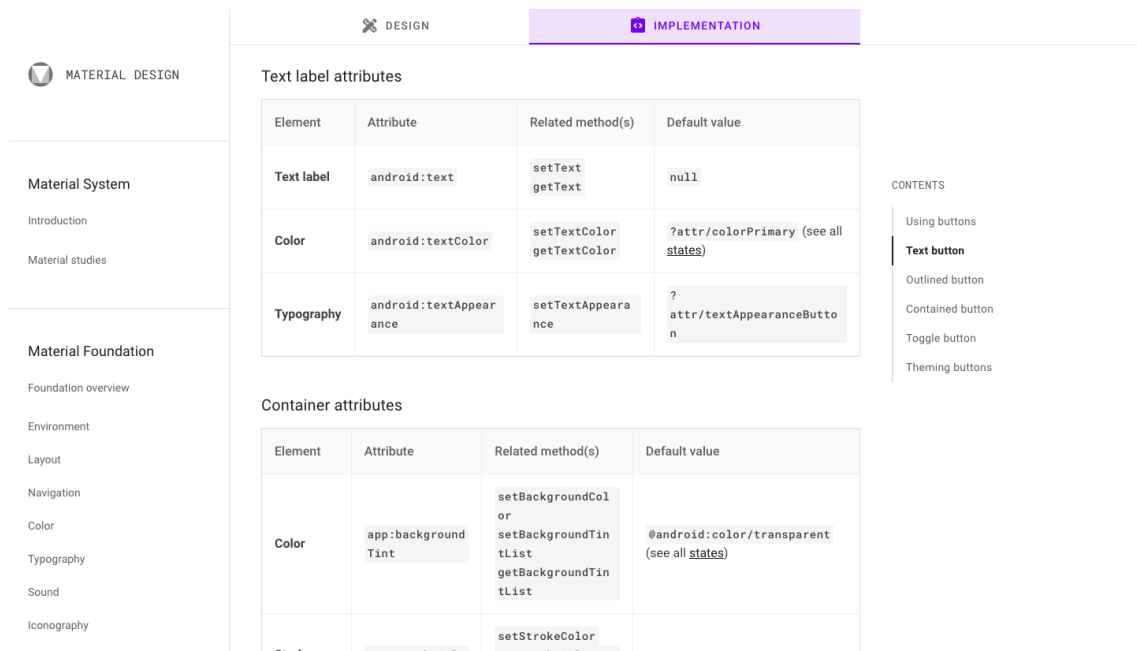 DESIGN
IMPLEMENTATION
MATERIAL DESIGN
Material System
Introduction
Material studies
Material Foundation
Foundation overview
Environment
Layout
Navigation
Color
Typography
Sound
Iconography
Text label attributes
Element Attribute Related method(s) Default value
Text label android:text setText
getText null
Color android:textColor setTextColor
getTextColor ?attr/colorPrimary (see all
states)
Typography android:textAppear
ance setTextAppeara
nce ?
attr/textAppearanceButto
n
Container attributes
Element Attribute Related method(s) Default value
Color app:background
Tint setBackgroundCol
or
setBackgroundTin
tList
getBackgroundTin
tList @android:color/transparent
(see all states)
setStrokeColor
CONTENTS
Using buttons
Text button
Outlined button
Contained button
Toggle button
Theming buttons